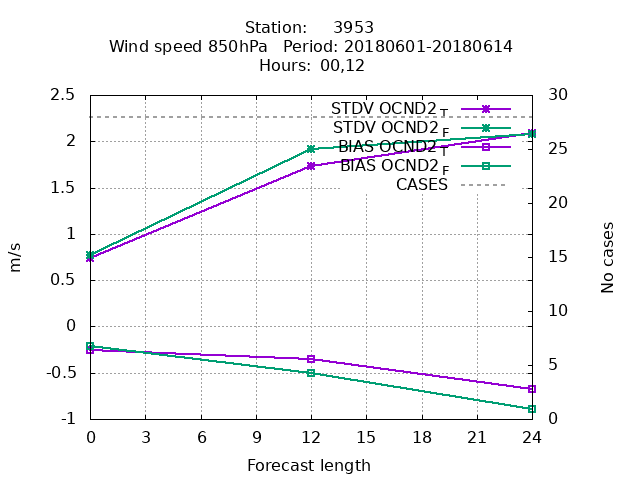 Station:     3953
Wind speed 850hPa   Period: 20180601-20180614
Hours:  00,12
2.5
2
1.5
1
0.5
0
-0.5
-1
m/s
30
25
20
15
10
5
0
No cases
STDV OCND2 T
STDV OCND2 F
BIAS OCND2 T
BIAS OCND2 F
CASES
0 3 6 9 12 15 18 21 24
Forecast length